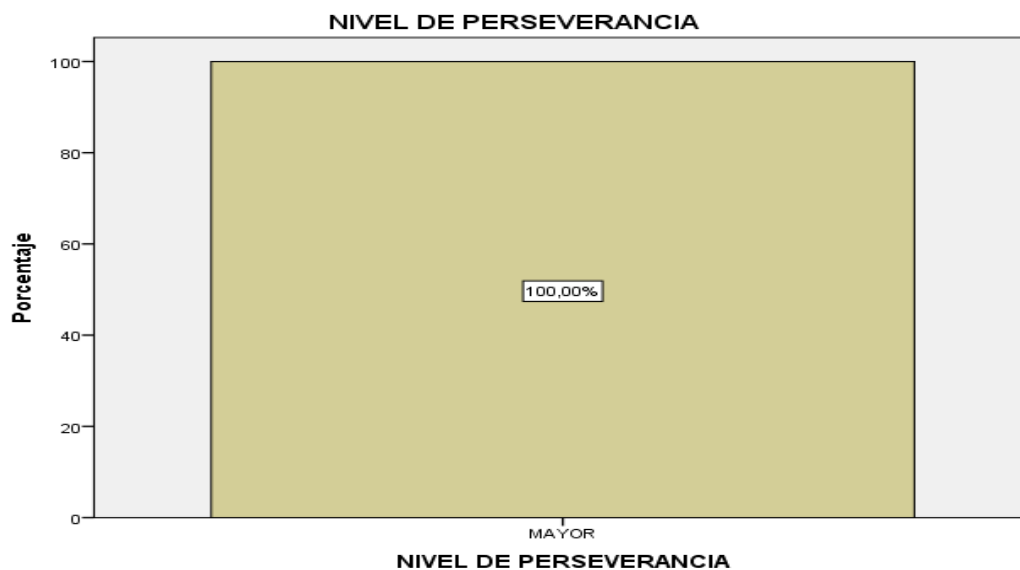 NIVEL DE PERSEVERANCIA
Porcentaje
100
80
60
40
20
0
100,00%
MAYOR
NIVEL DE PERSEVERANCIA